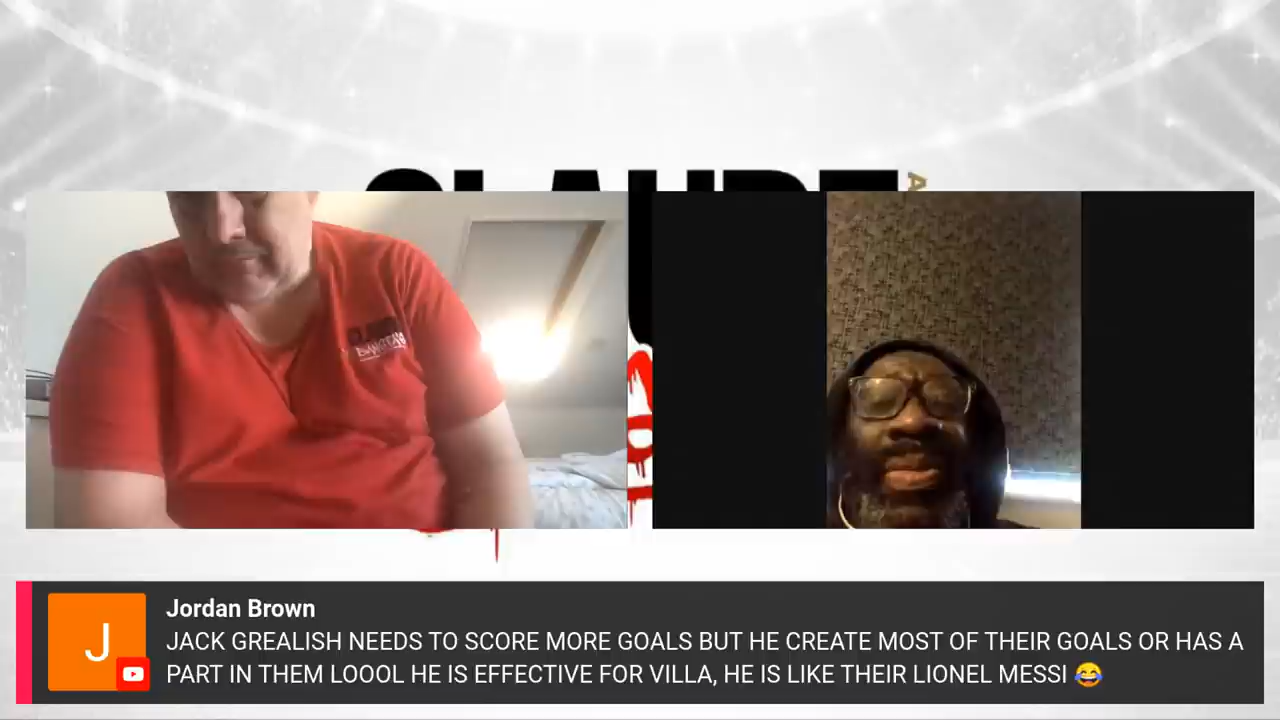 CLAUDE
A
Jordan Brown
JACK GREALISH NEEDS TO SCORE MORE GOALS BUT HE CREATE MOST OF THEIR GOALS OR HAS A
PART IN THEM LOOOL HE IS EFFECTIVE FOR VILLA, HE IS LIKE THEIR LIONEL MESSI 😂
J